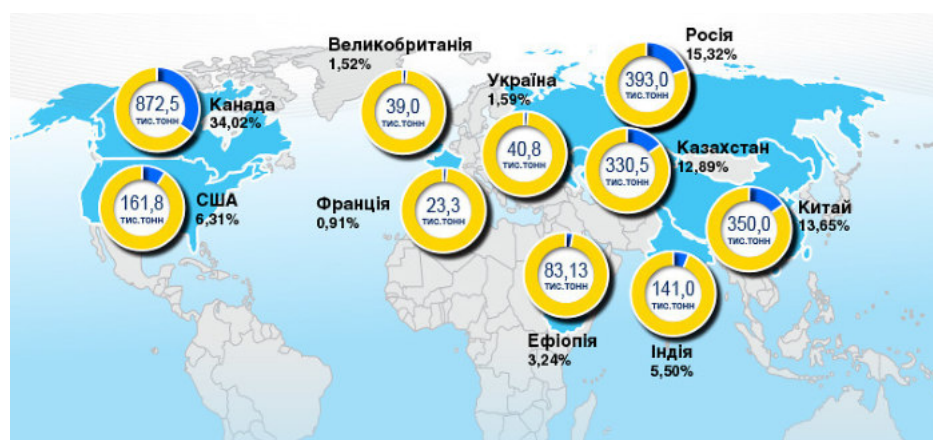 Великобританія
1,52%
Росія
15,32%
393,0
тис.тонн
Україна
1,59%
872,5
тис.тонн
Канада
34,02%
39,0
тис.тонн
40,8
тис.тонн
Казахстан
12,89%
330,5
тис.тонн
161,8
тис.тонн
США
6,31%
Франція
0,91%
23,3
тис.тонн
350,0
тис.тонн
Китай
13,65%
83,13
тис.тонн
Ефіопія
3,24%
141,0
тис.тонн
Індія
5,50%